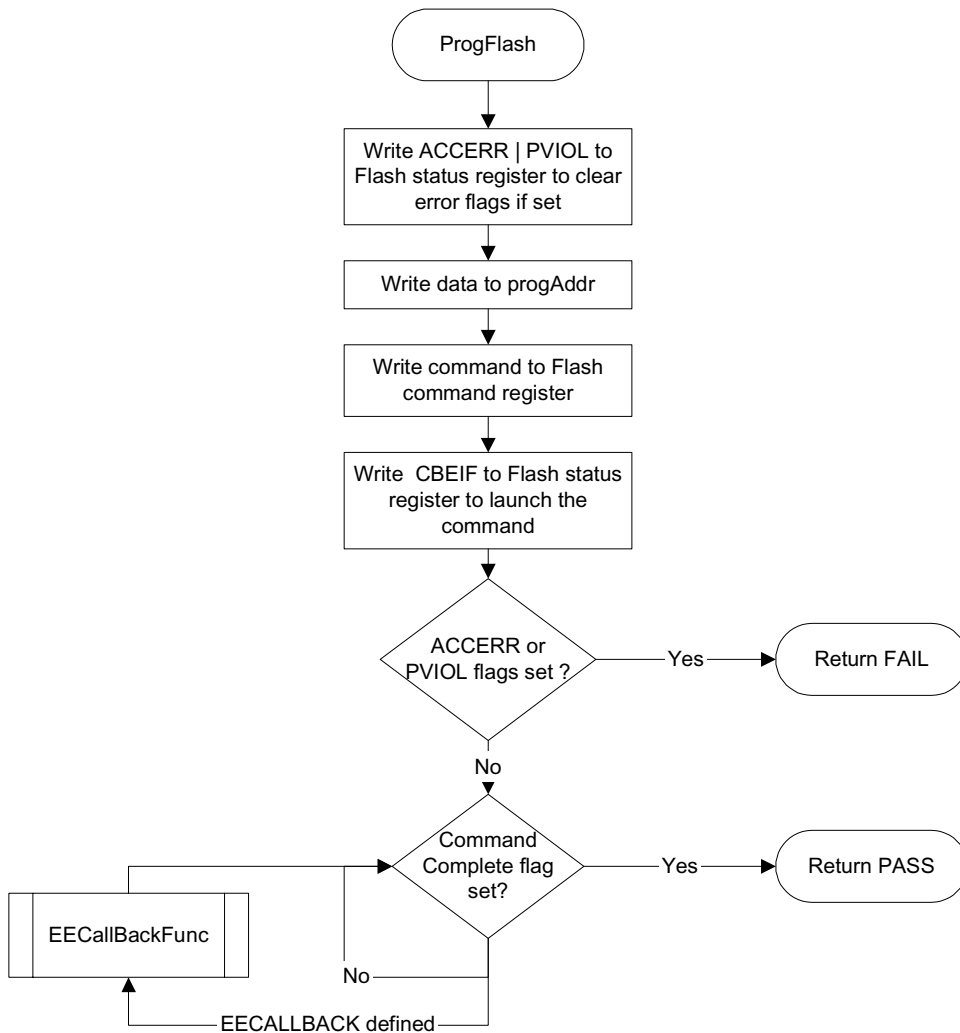 ProgFlash
Write ACCERR | PVIOL to
Flash status register to clear
error flags if set
Write data to progAddr
Write command to Flash
command register
Write CBEIF to Flash status
register to launch the
command
ACCERR or
PVIOL flags set ?
Yes
Return FAIL
No
Command
Complete flag
set?
Yes
Return PASS
EECallBackFunc
No
EECALLBACK defined